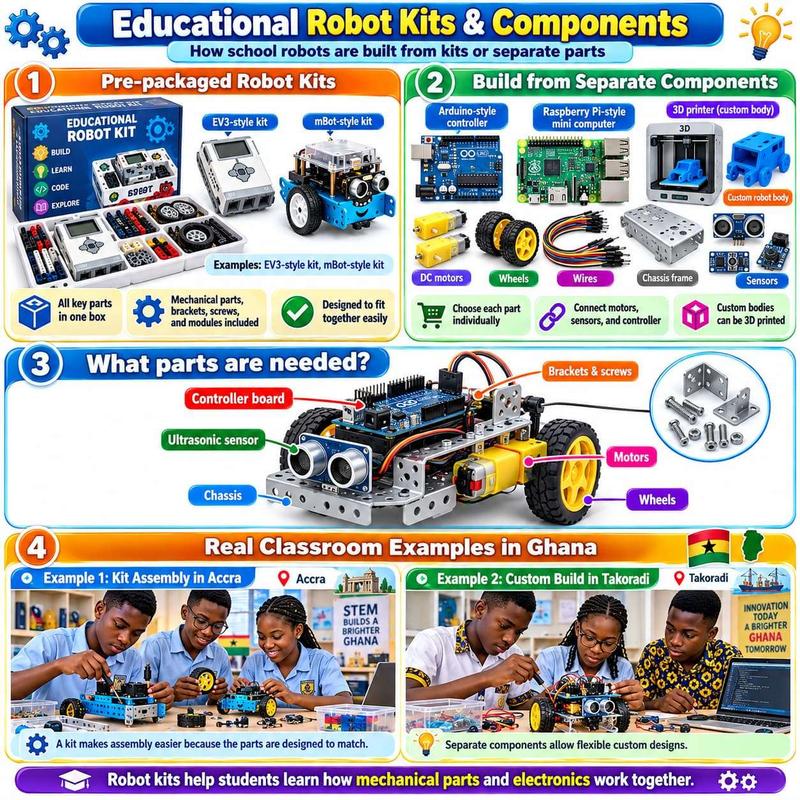 Educational Robot Kits & Components
How school robots are built from kits or separate parts
1
Pre-packaged Robot Kits
EDUCATIONAL
ROBOT KIT
BUILD
LEARN
CODE
EXPLORE
EV3-style kit
mBot-style kit
Examples: EV3-style kit, mBot-style kit
All key parts
in one box
Mechanical parts,
brackets, screws,
and modules included
Designed to fit
together easily
2
Build from Separate Components
Arduino-style
controller
Raspberry Pi-style
mini computer
3D printer (custom body)
3D
Custom robot body
DC motors
Wheels
Wires
Chassis frame
Sensors
Choose each part
individually
Connect motors,
sensors, and controller
Custom bodies
can be 3D printed
3
What parts are needed?
Controller board
Ultrasonic sensor
Chassis
Brackets & screws
Motors
Wheels
4
Real Classroom Examples in Ghana
Example 1: Kit Assembly in Accra
Accra
STEM
BUILDS A
BRIGHTER
GHANA
A kit makes assembly easier because the parts are designed to match.
Example 2: Custom Build in Takoradi
Takoradi
INNOVATION
TODAY
A BRIGHTER
GHANA
TOMORROW
Separate components allow flexible custom designs.
Robot kits help students learn how mechanical parts and electronics work together.